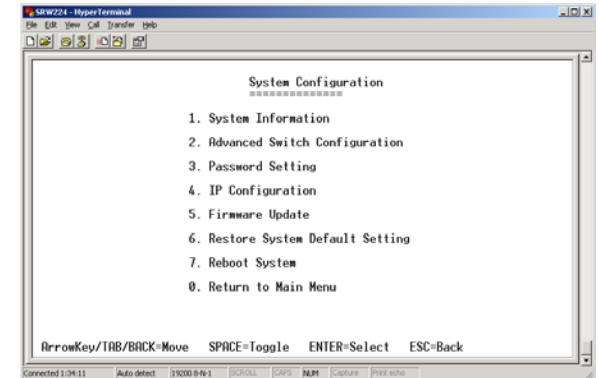 SRW224 - HyperTerminal
File Edit View Call Transfer Help
System Configuration
===============
1. System Information
2. Advanced Switch Configuration
3. Password Setting
4. IP Configuration
5. Firmware Update
6. Restore System Default Setting
7. Reboot System
0. Return to Main Menu
ArrowKey/TAB/BACK=Move SPACE=Toggle ENTER=Select ESC=Back
Connected 1:34:11 Auto detect 19200 8-N-1 SCROLL CAPS NUM Capture Print echo